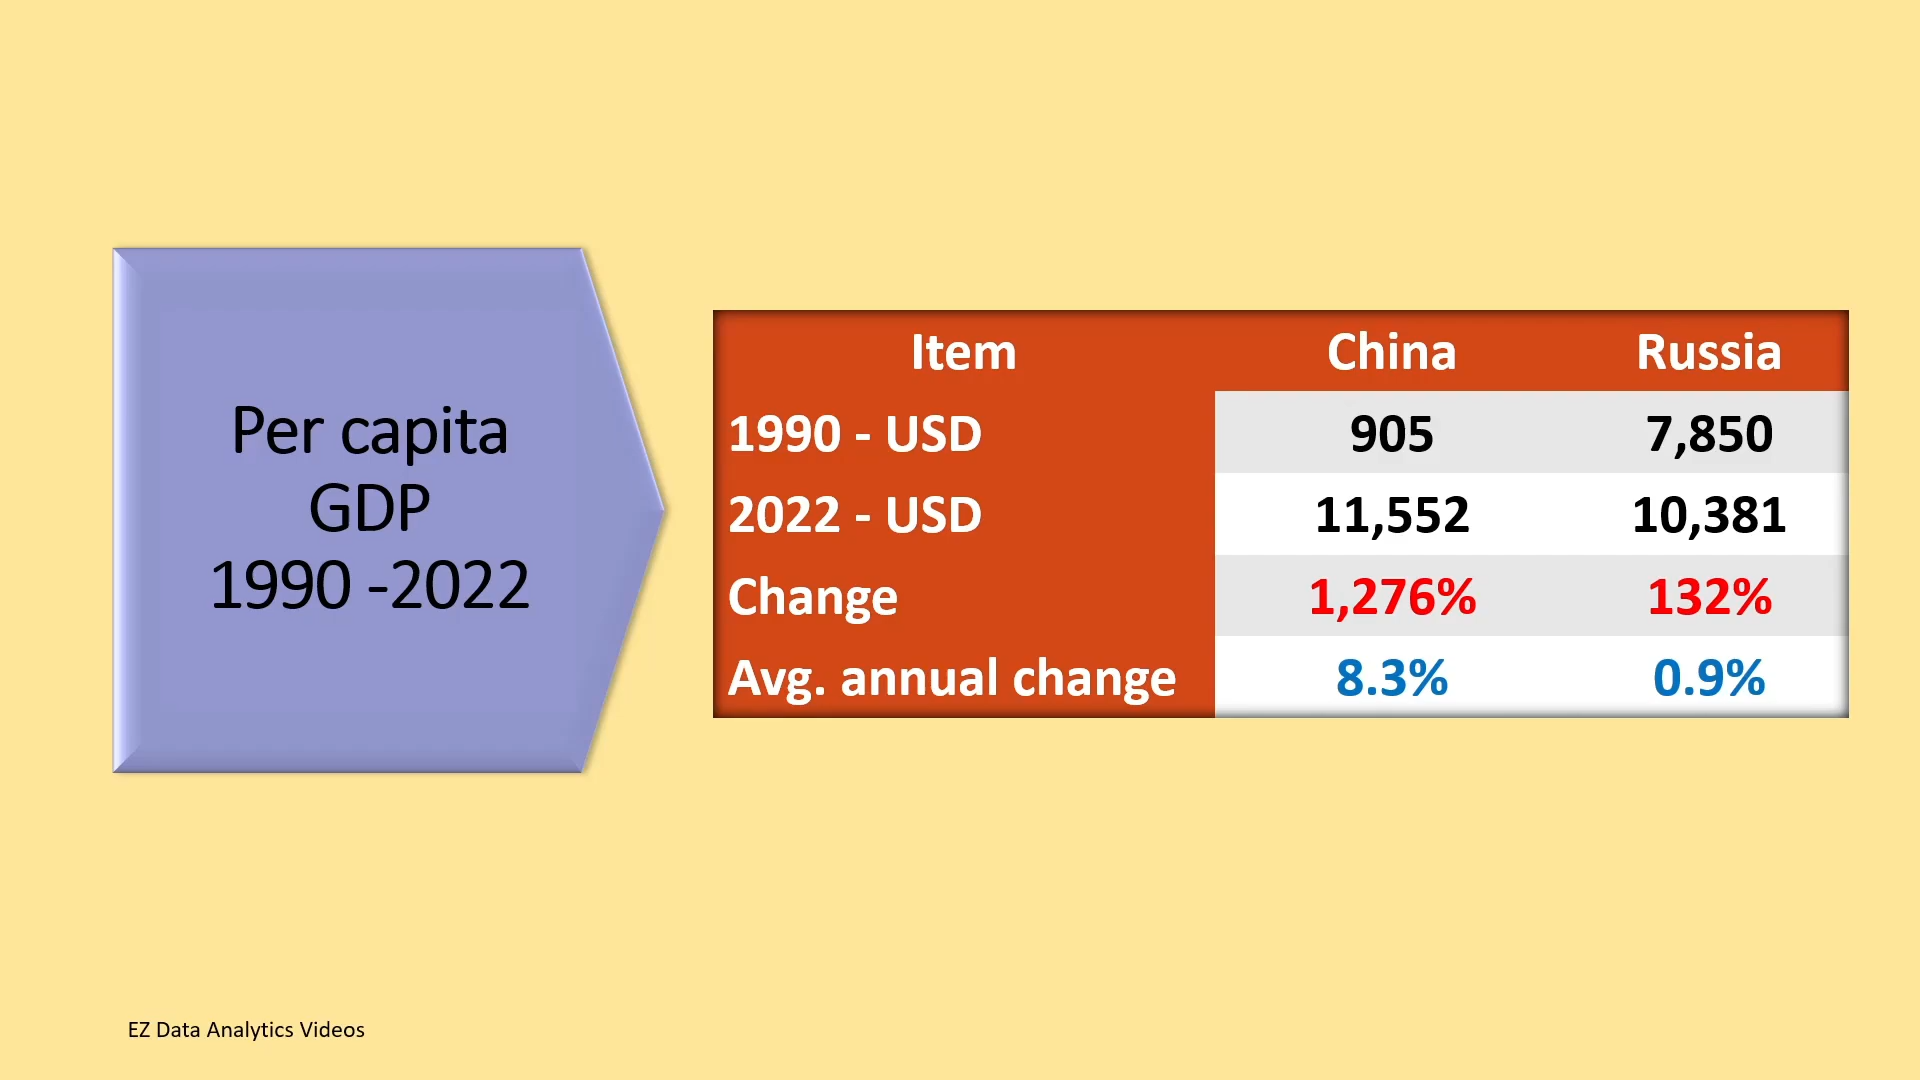 Per capita
GDP
1990 -2022
Item China Russia
1990 - USD 905 7,850
2022 - USD 11,552 10,381
Change 1,276% 132%
Avg. annual change 8.3% 0.9%
EZ Data Analytics Videos